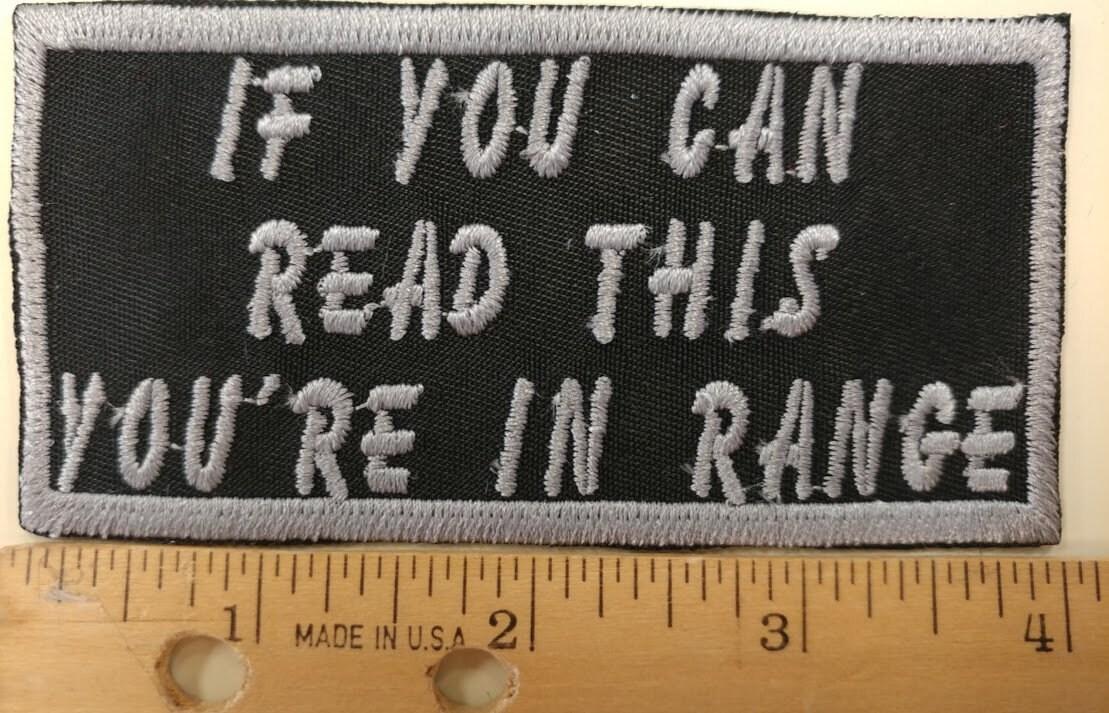 IF YOU CAN
READ THIS
YOU'RE IN RANGE
1 MADE IN U.S.A 2 3 4